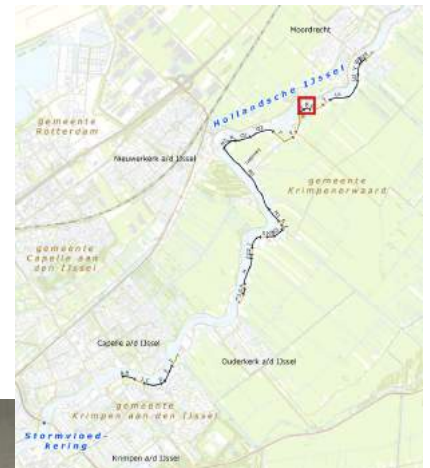 Moordrecht
Hollandsche IJssel
gemeente
Rotterdam
Nieuwerkerk a/d IJssel
gemeente
Krimpenerwaard
gemeente
Capelle aan
den IJssel
Capelle a/d IJssel
Ouderkerk a/d IJssel
gemeente
Krimpen aan den IJssel
Stormvloed-
kering
Krimpen a/d IJssel